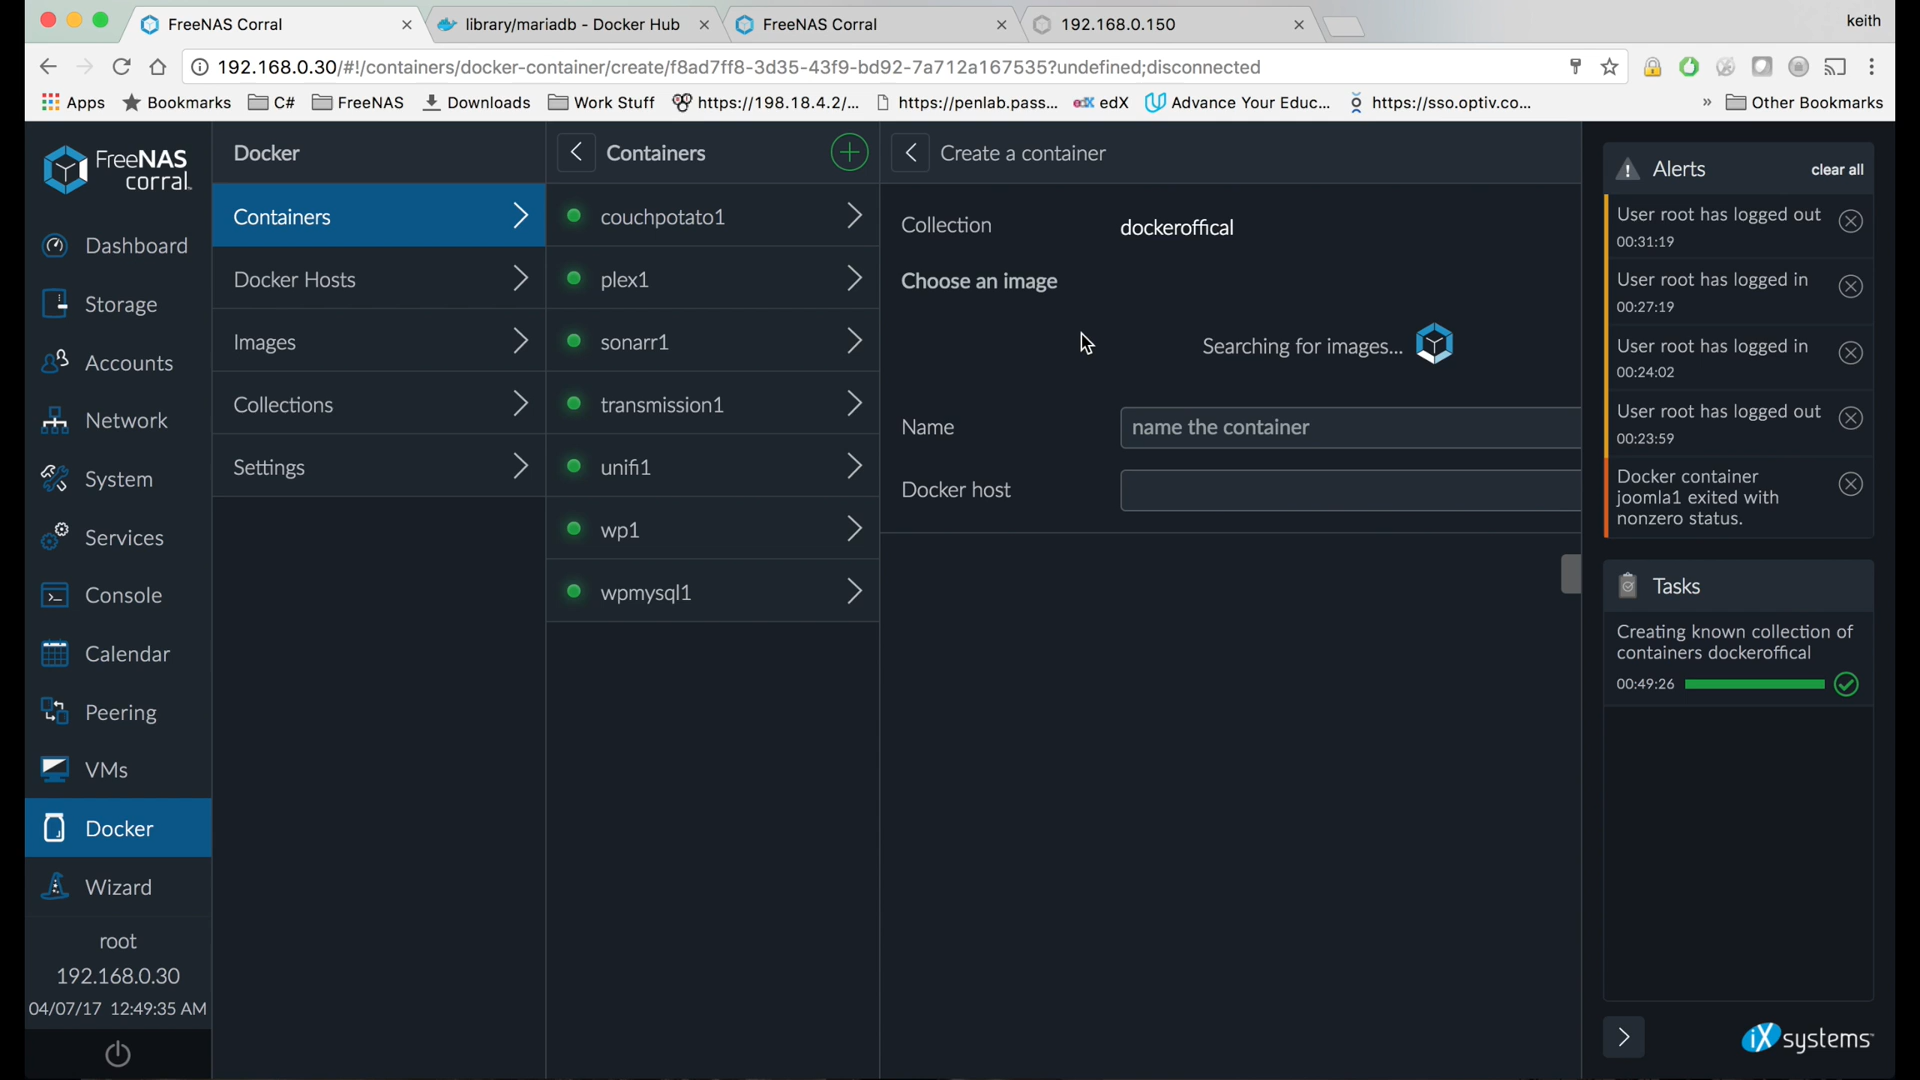 FreeNAS Corral
library/mariadb - Docker Hub
FreeNAS Corral
192.168.0.150
keith
192.168.0.30/#!/containers/docker-container/create/f8ad7ff8-3d35-43f9-bd92-7a712a167535?undefined;disconnected
Apps
Bookmarks
C#
FreeNAS
Downloads
Work Stuff
https://198.18.4.2/...
https://penlab.pass...
edX edX
Advance Your Educ...
https://sso.optiv.co...
» Other Bookmarks
FreeNAS
corral
Dashboard
Storage
Accounts
Network
System
Services
Console
Calendar
Peering
VMs
Docker
Wizard
root
192.168.0.30
04/07/17 12:49:35 AM
Docker
Containers
Docker Hosts
Images
Collections
Settings
Containers
couchpotato1
plex1
sonarr1
transmission1
unifi1
wp1
wpmysql1
Create a container
Collection
dockeroffical
Choose an image
Searching for images...
Name
name the container
Docker host
Alerts
clear all
User root has logged out
00:31:19
User root has logged in
00:27:19
User root has logged in
00:24:02
User root has logged out
00:23:59
Docker container
joomla1 exited with
nonzero status.
Tasks
Creating known collection of
containers dockeroffical
00:49:26
iXsystems